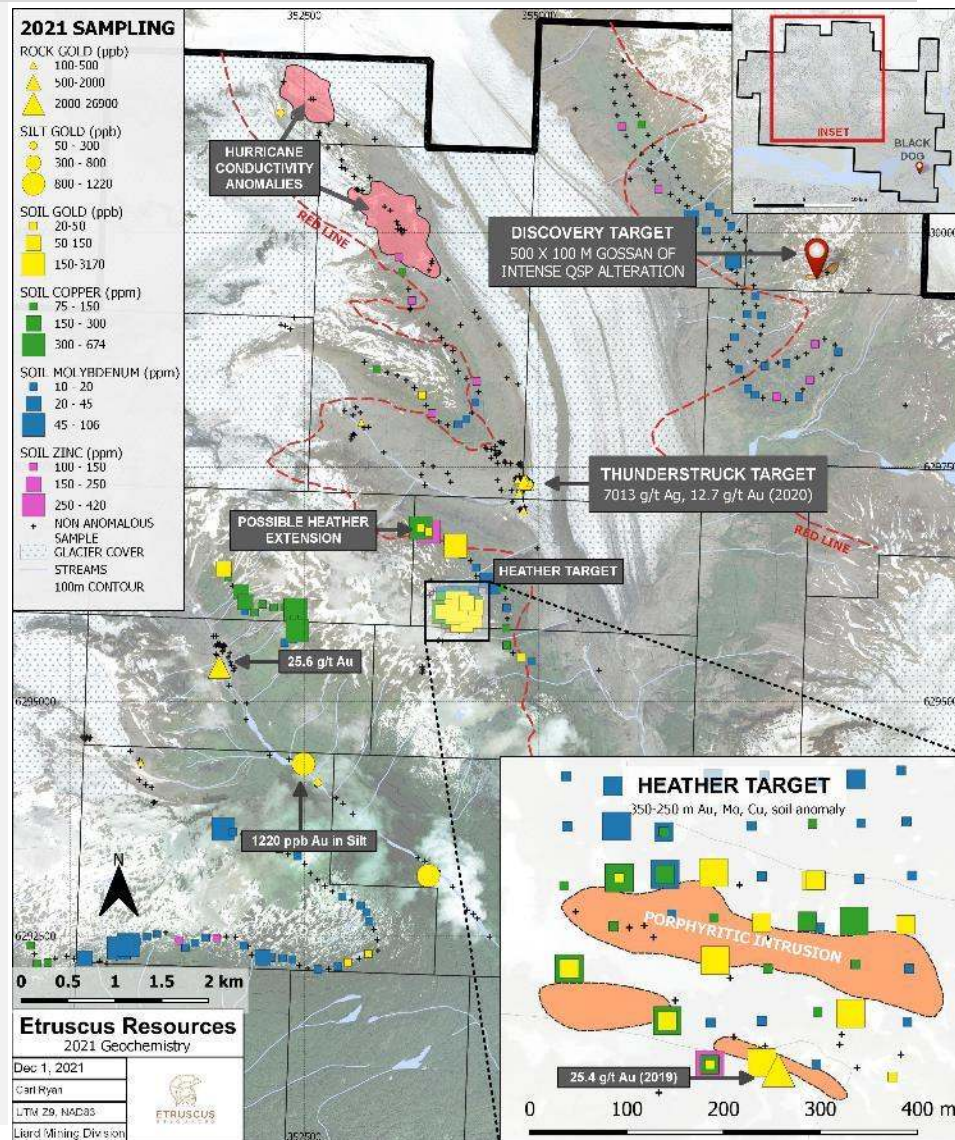 2021 SAMPLING
ROCK GOLD (ppb)
100-500
500-2000
2000 26900
SILT GOLD (ppb)
50 - 300
300 - 800
800 - 1220
SOIL GOLD (ppb)
20-50
50 150
150-3170
SOIL COPPER (ppm)
75 - 150
150 - 300
300 - 674
SOIL MOLYBDENUM (ppm)
10 - 20
20 - 45
45 - 106
SOIL ZINC (ppm)
100 - 150
150 - 250
250 - 420
NON ANOMALOUS
SAMPLE
GLACIER COVER
STREAMS
100m CONTOUR
352500
355000
INSET
BLACK
DOG
HURRICANE
CONDUCTIVITY
ANOMALIES
RED LINE
DISCOVERY TARGET
500 X 100 M GOSSAN OF
INTENSE QSP ALTERATION
THUNDERSTRUCK TARGET
7013 g/t Ag, 12.7 g/t Au (2020)
RED LINE
POSSIBLE HEATHER
EXTENSION
HEATHER TARGET
25.6 g/t Au
6295000
6295000
1220 ppb Au in Silt
N
6292500
0 0.5 1 1.5 2 km
Etruscus Resources
2021 Geochemistry
Dec 1, 2021
Carl Ryan
UTM Z9, NAD83
Liard Mining Division
ETRUSCUS
RESOURCES
352500
HEATHER TARGET
350-250 m Au, Mo, Cu, soil anomaly
PORPHYRITIC INTRUSION
25.4 g/t Au (2019)
0 100 200 300 400 m